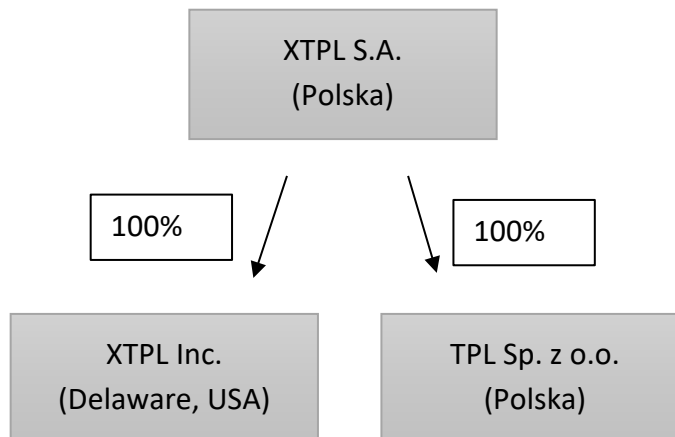 XTPL S.A.
(Polska)
100%
100%
XTPL Inc.
(Delaware, USA)
TPL Sp. z o.o.
(Polska)